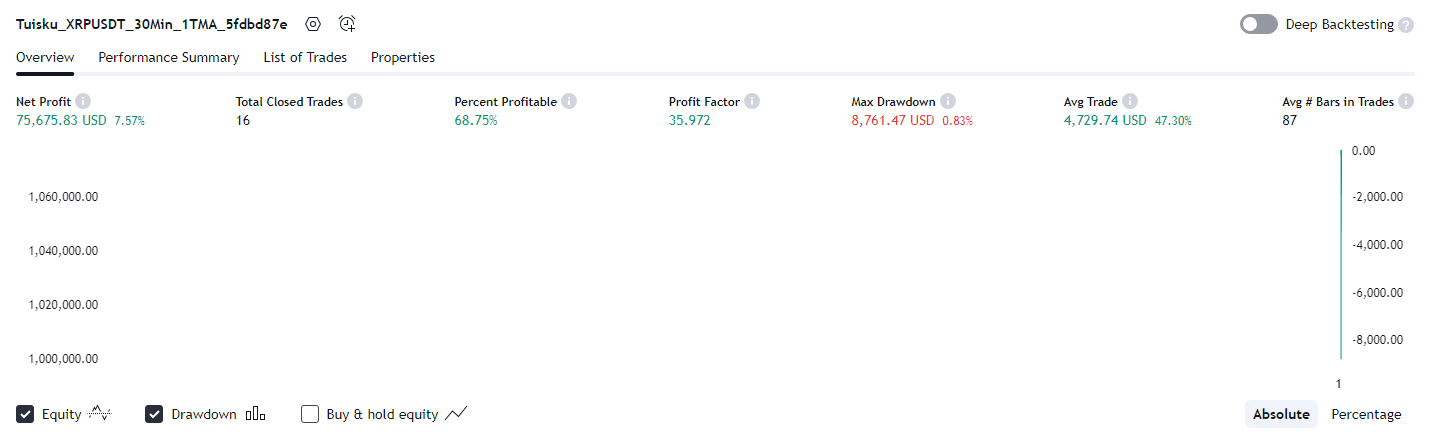 Tuisku_XRPUSDT_30Min_1TMA_5fdbd87e
Deep Backtesting ?
Overview Performance Summary List of Trades Properties
Net Profit Total Closed Trades Percent Profitable Profit Factor Max Drawdown Avg Trade Avg # Bars in Trades
75,675.83 USD 7.57% 16 68.75% 35.972 8,761.47 USD 0.83% 4,729.74 USD 47.30% 87
0.00
1,060,000.00 -2,000.00
1,040,000.00 -4,000.00
1,020,000.00 -6,000.00
1,000,000.00 -8,000.00
1
Equity Drawdown Buy & hold equity Absolute Percentage